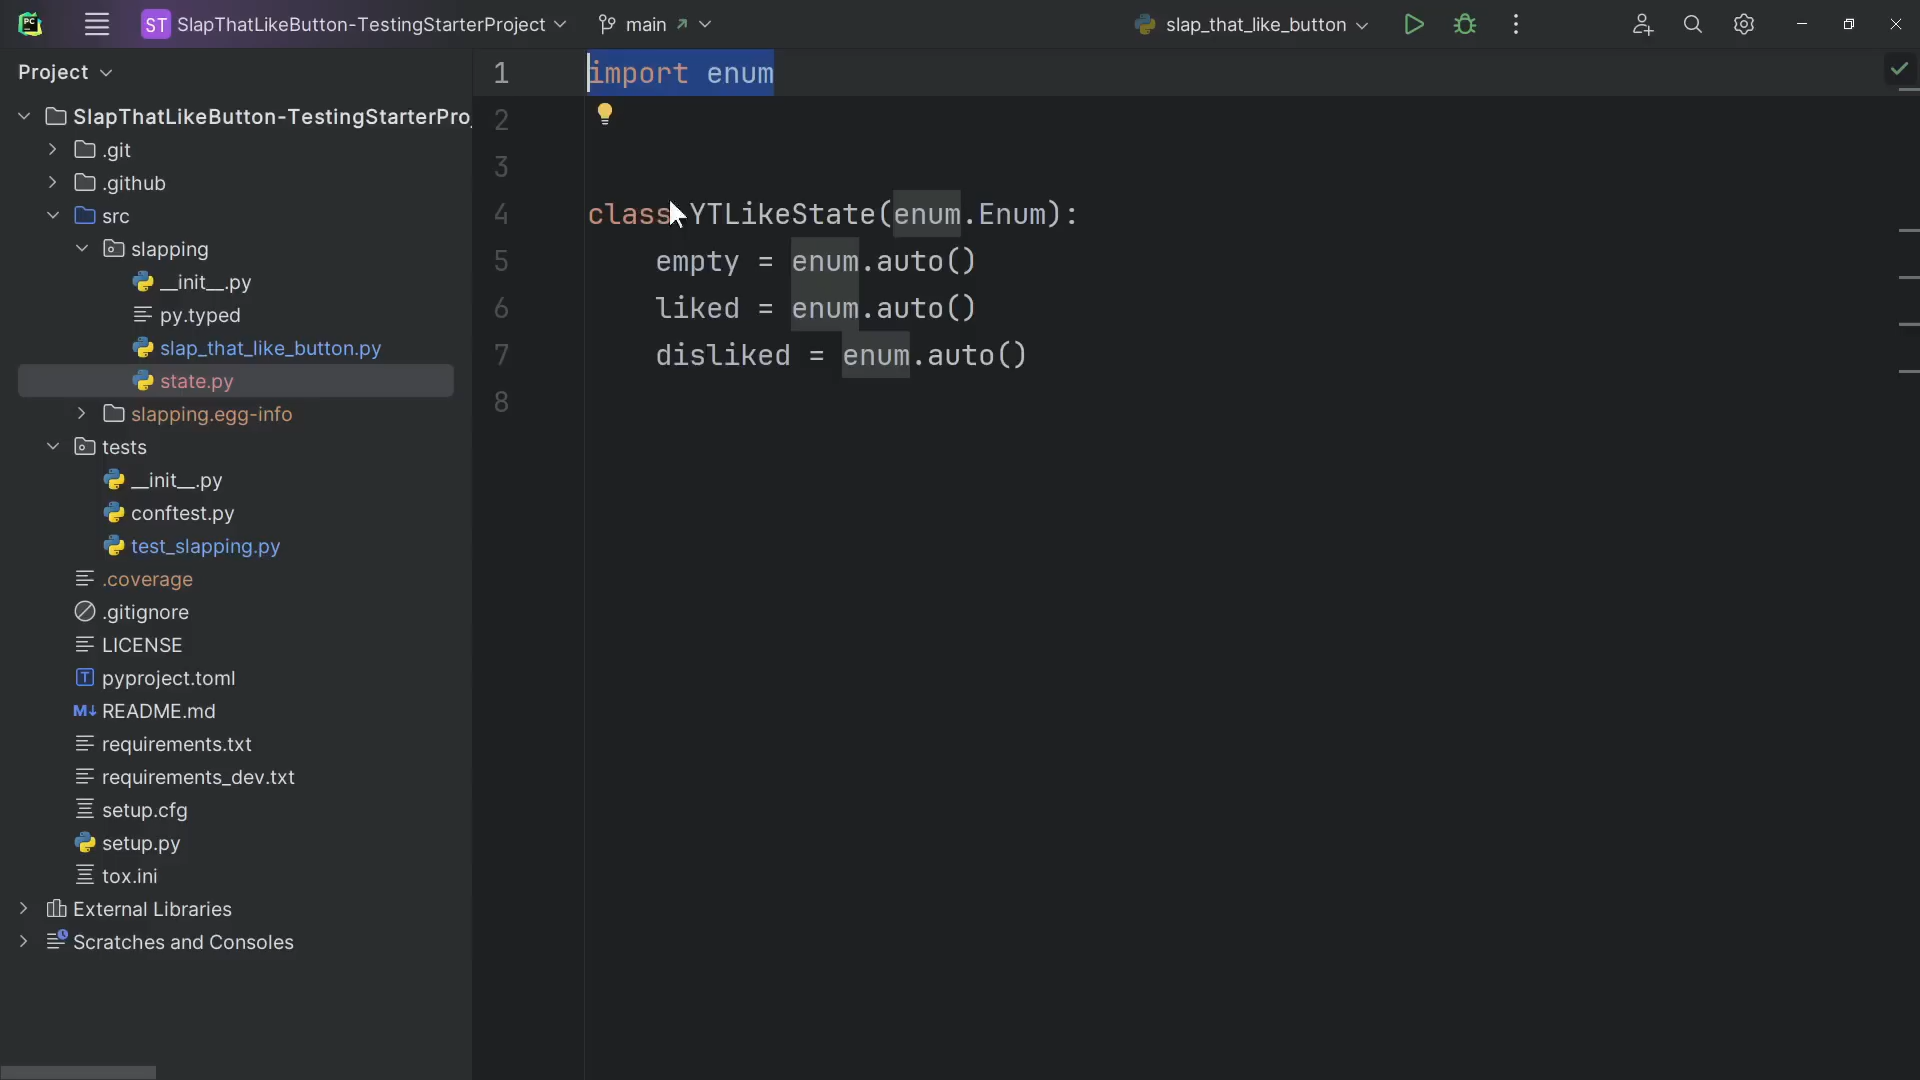 PC
ST SlapThatLikeButton-TestingStarterProject
main
slap_that_like_button
Project
SlapThatLikeButton-TestingStarterPro
.git
.github
src
slapping
__init__.py
py.typed
slap_that_like_button.py
state.py
slapping.egg-info
tests
__init__.py
conftest.py
test_slapping.py
.coverage
.gitignore
LICENSE
T pyproject.toml
M↓ README.md
requirements.txt
requirements_dev.txt
setup.cfg
setup.py
tox.ini
External Libraries
Scratches and Consoles
1 import enum
2
3
4 class YTLikeState(enum.Enum):
5     empty = enum.auto()
6     liked = enum.auto()
7     disliked = enum.auto()
8